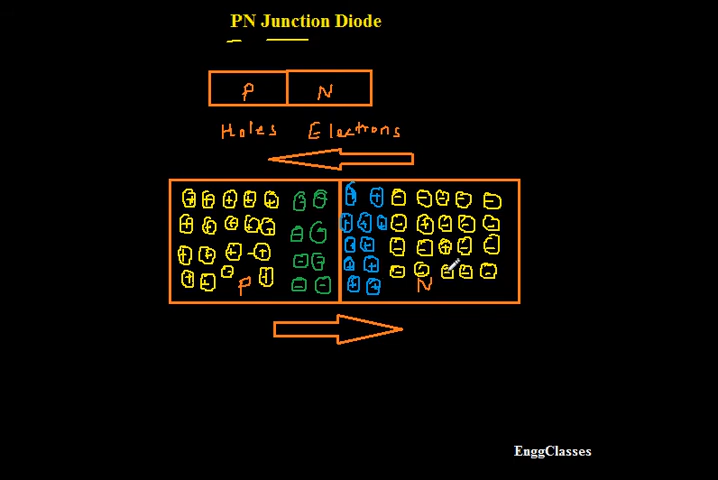 PN Junction Diode
P N
Holes Electrons
P N
EnggClasses